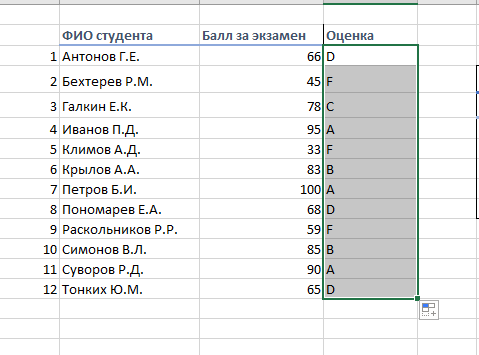 ФИО студента Балл за экзамен Оценка
1 Антонов Г.Е. 66 D
2 Бехтерев Р.М. 45 F
3 Галкин Е.К. 78 C
4 Иванов П.Д. 95 A
5 Климов А.Д. 33 F
6 Крылов А.А. 83 B
7 Петров Б.И. 100 A
8 Пономарев Е.А. 68 D
9 Раскольников Р.Р. 59 F
10 Симонов В.Л. 85 B
11 Суворов Р.Д. 90 A
12 Тонких Ю.М. 65 D